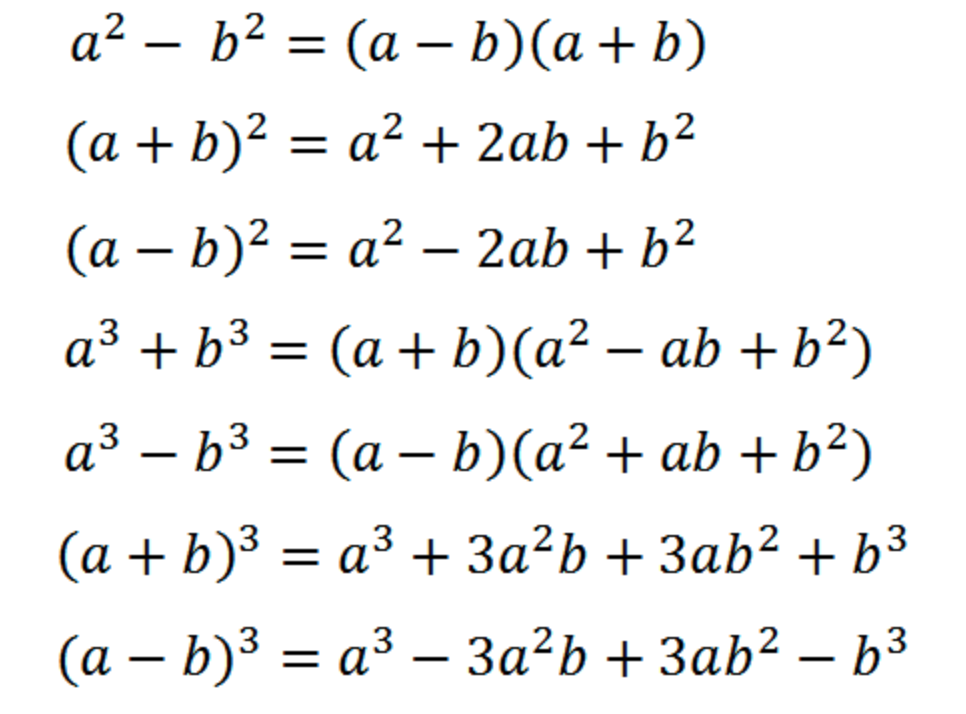 a² − b² = (a − b)(a + b)
(a + b)² = a² + 2ab + b²
(a − b)² = a² − 2ab + b²
a³ + b³ = (a + b)(a² − ab + b²)
a³ − b³ = (a − b)(a² + ab + b²)
(a + b)³ = a³ + 3a²b + 3ab² + b³
(a − b)³ = a³ − 3a²b + 3ab² − b³